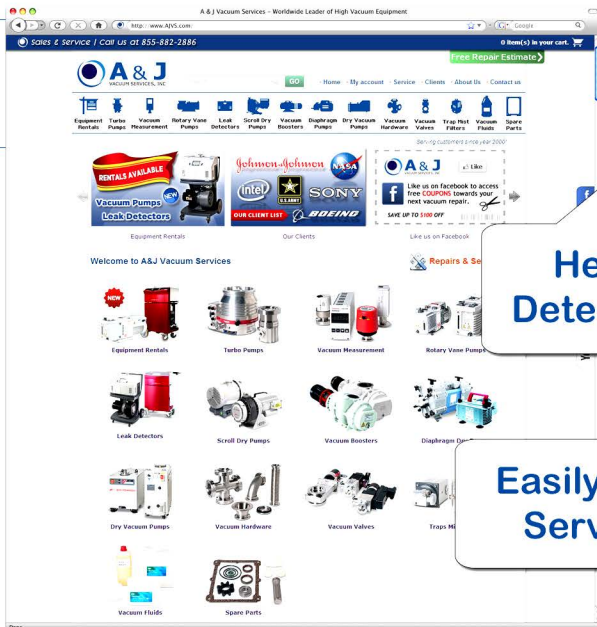 A & J Vacuum Services - Worldwide Leader of High Vacuum Equipment
http://www.AJVS.com/
Google
Sales & Service | Call us at 855-882-2886
0 item(s) in your cart.
Free Repair Estimate
A & J
VACUUM SERVICES, INC
GO
Home
My account
Service
Clients
About Us
Contact us
Equipment Rentals
Turbo Pumps
Vacuum Measurement
Rotary Vane Pumps
Leak Detectors
Scroll Dry Pumps
Vacuum Boosters
Diaphragm Pumps
Dry Vacuum Pumps
Vacuum Hardware
Vacuum Valves
Trap Mist Filters
Vacuum Fluids
Spare Parts
Serving customers since year 2000"
RENTALS AVAILABLE
NEW
Vacuum Pumps
Leak Detectors
Johnson & Johnson
NASA
intel
U.S. ARMY
SONY
OUR CLIENT LIST
BOEING
A & J
Like
Like us on facebook to access
free COUPONS towards your
next vacuum repair.
SAVE UP TO $100 OFF
Equipment Rentals
Our Clients
Like us on Facebook
Welcome to A&J Vacuum Services
Repairs & Se
He
Dete
NEW
Equipment Rentals
Turbo Pumps
Vacuum Measurement
Rotary Vane Pumps
Leak Detectors
Scroll Dry Pumps
Vacuum Boosters
Diaphragm
Easily
Serv
Dry Vacuum Pumps
Vacuum Hardware
Vacuum Valves
Traps Mi
Vacuum Fluids
Spare Parts